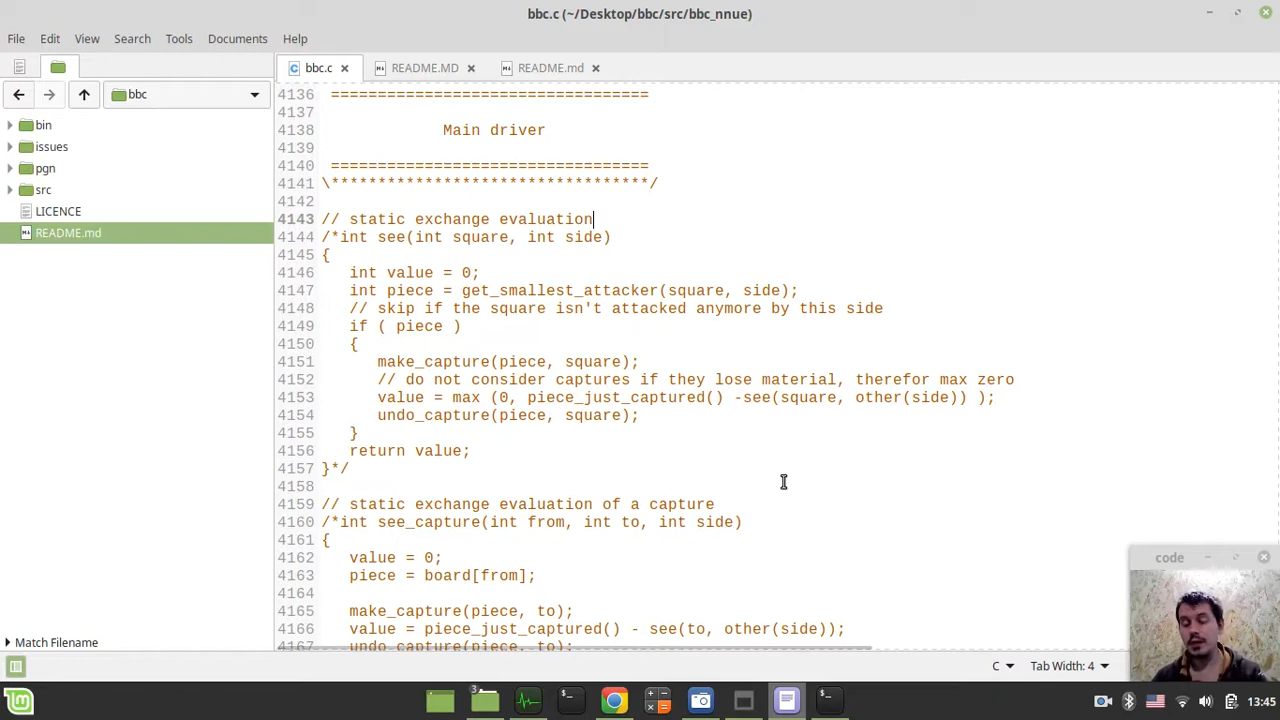 bbc.c (~/Desktop/bbc/src/bbc_nnue)
File Edit View Search Tools Documents Help
bbc.c README.MD README.md
bbc
bin
issues
pgn
src
LICENCE
README.md
4136 ==================================
4137
4138 Main driver
4139
4140 ==================================
4141 \**********************************/
4142
4143 // static exchange evaluation
4144 /*int see(int square, int side)
4145 {
4146 int value = 0;
4147 int piece = get_smallest_attacker(square, side);
4148 // skip if the square isn't attacked anymore by this side
4149 if ( piece )
4150 {
4151 make_capture(piece, square);
4152 // do not consider captures if they lose material, therefor max zero
4153 value = max (0, piece_just_captured() -see(square, other(side)) );
4154 undo_capture(piece, square);
4155 }
4156 return value;
4157 }*/
4158
4159 // static exchange evaluation of a capture
4160 /*int see_capture(int from, int to, int side)
4161 {
4162 value = 0;
4163 piece = board[from];
4164
4165 make_capture(piece, to);
4166 value = piece_just_captured() - see(to, other(side));
4167 undo_capture(piece, to);
Match Filename
C Tab Width: 4
code
3
13:45